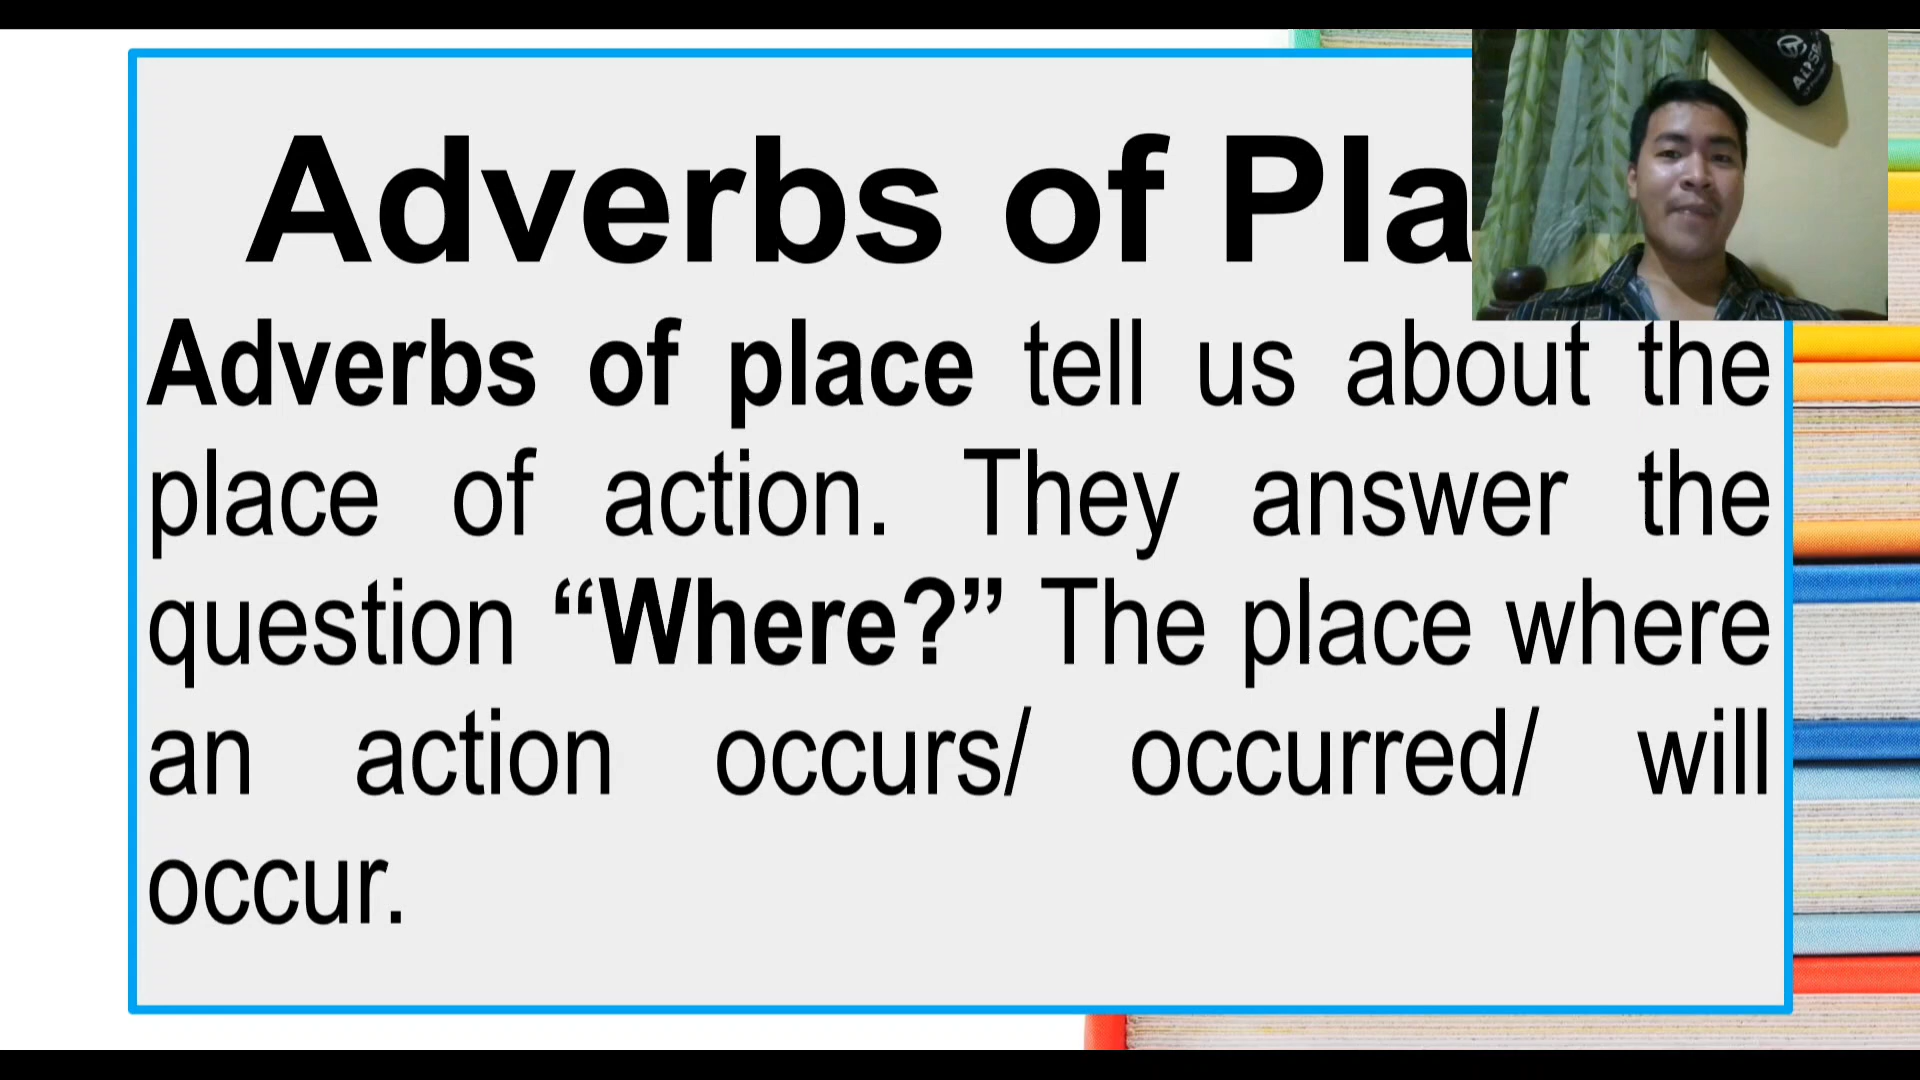 Adverbs of Pla
ALPSR
Adverbs of place tell us about the
place of action. They answer the
question “Where?” The place where
an action occurs/ occurred/ will
occur.